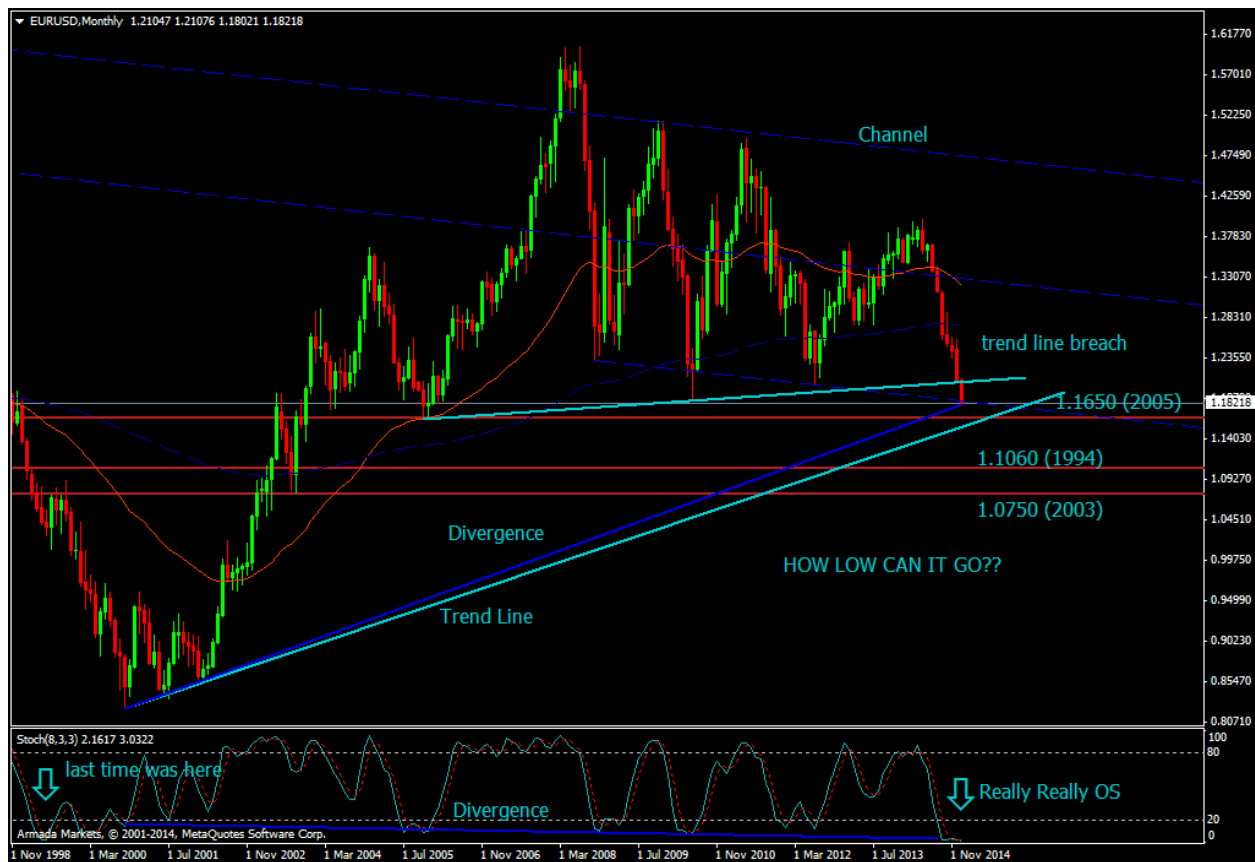 EURUSD,Monthly 1.21047 1.21076 1.18021 1.18218
1.61770
1.57010
1.52250
Channel
1.47490
1.42590
1.37830
1.33070
1.28310
trend line breach
1.23550
1.1650 (2005)
1.18218
1.14030
1.1060 (1994)
1.09270
1.0750 (2003)
1.04510
Divergence
HOW LOW CAN IT GO??
0.99750
0.94990
Trend Line
0.90230
0.85470
0.80710
Stoch(8,3,3) 2.1617 3.0322
100
80
last time was here
Really Really OS
Divergence
20
0
Armada Markets, © 2001-2014, MetaQuotes Software Corp.
1 Nov 1998 1 Mar 2000 1 Jul 2001 1 Nov 2002 1 Mar 2004 1 Jul 2005 1 Nov 2006 1 Mar 2008 1 Jul 2009 1 Nov 2010 1 Mar 2012 1 Jul 2013 1 Nov 2014